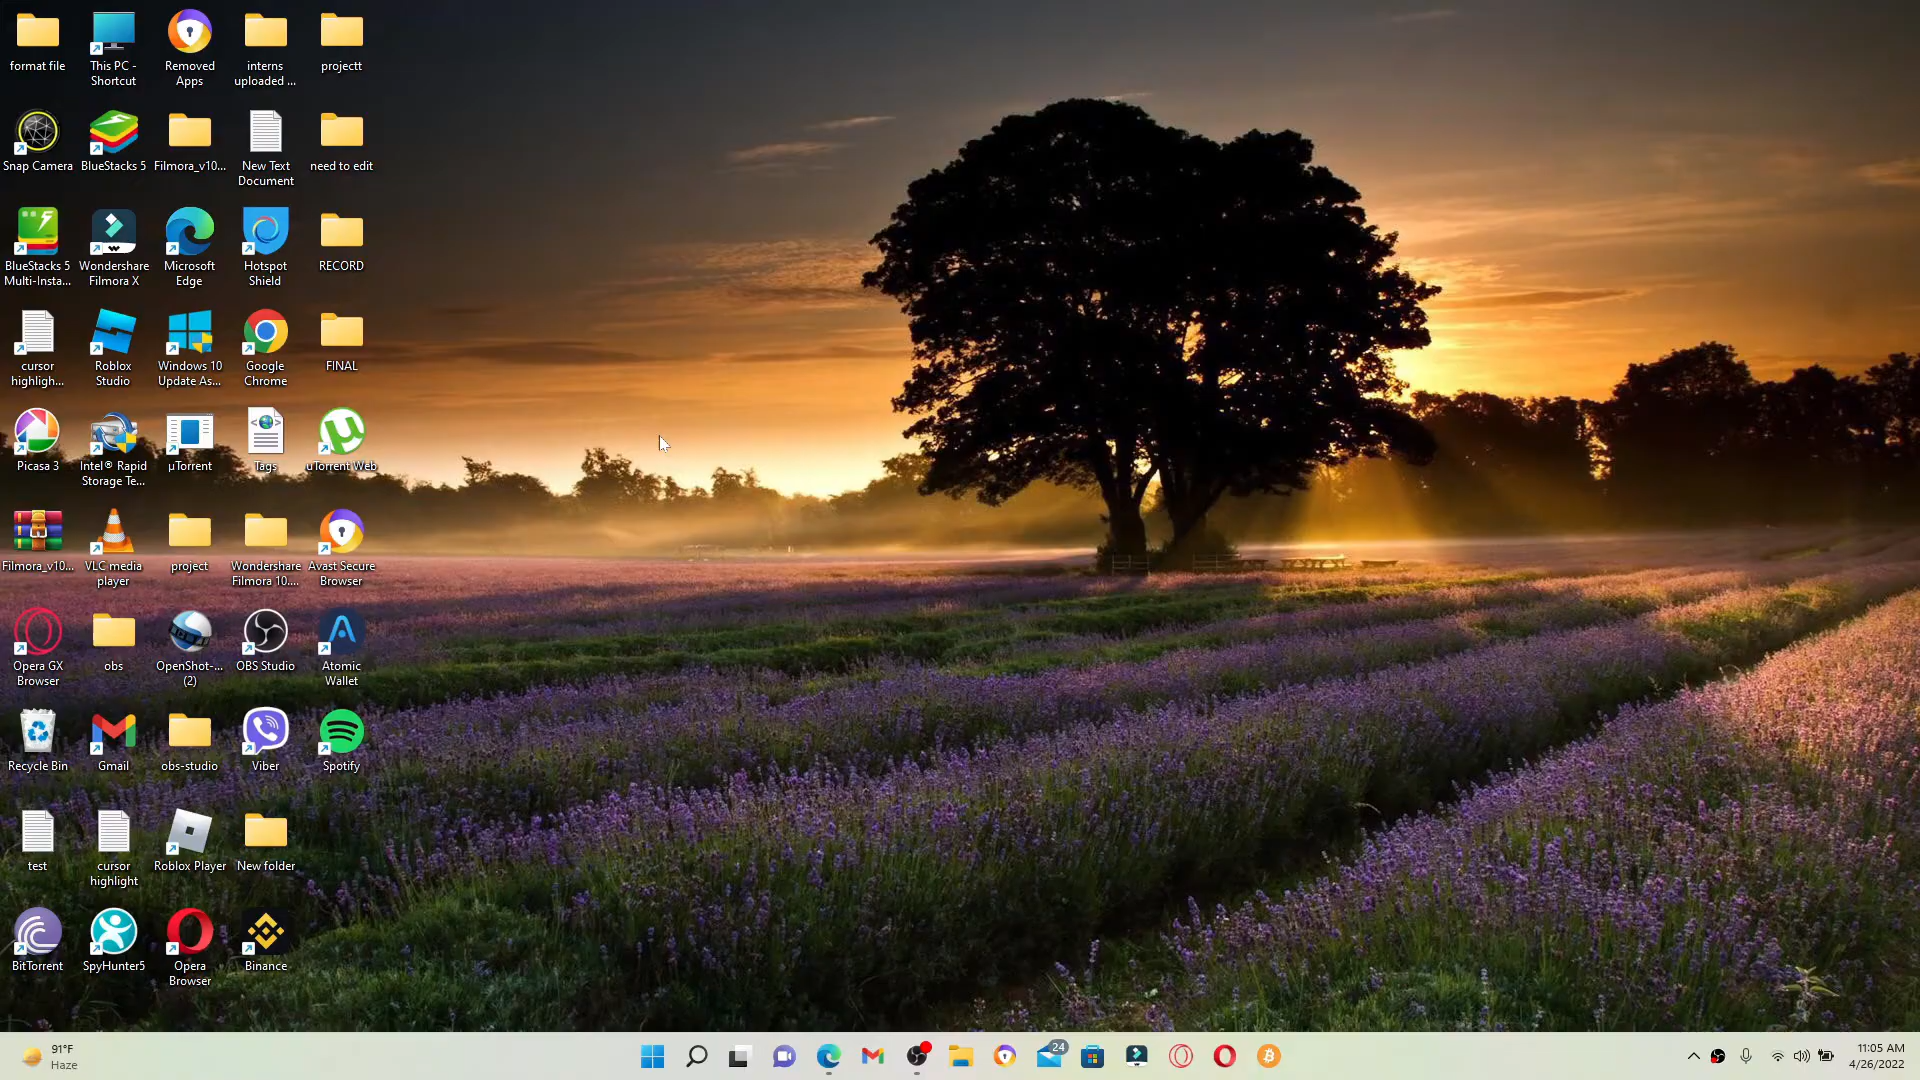 format file
This PC -
Shortcut
Removed
Apps
interns
uploaded ...
projectt
Snap Camera
BlueStacks 5
Filmora_v10...
New Text
Document
need to edit
BlueStacks 5
Multi-Insta...
Wondershare
Filmora X
Microsoft
Edge
Hotspot
Shield
RECORD
cursor
highligh...
Roblox
Studio
Windows 10
Update As...
Google
Chrome
FINAL
Picasa 3
Intel® Rapid
Storage Te...
µTorrent
Tags
uTorrent Web
Filmora_v10...
VLC media
player
project
Wondershare
Filmora 10....
Avast Secure
Browser
Opera GX
Browser
obs
OpenShot-...
(2)
OBS Studio
Atomic
Wallet
Recycle Bin
Gmail
obs-studio
Viber
Spotify
test
cursor
highlight
Roblox Player
New folder
BitTorrent
SpyHunter5
Opera
Browser
Binance
91°F
Haze
24
11:05 AM
4/26/2022